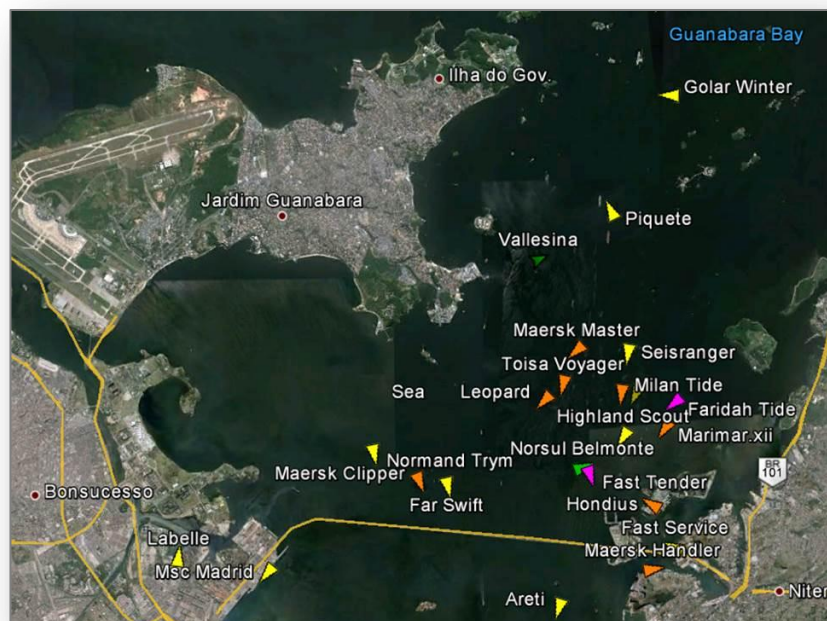 Guanabara Bay
Ilha do Gov.
Golar Winter
Jardim Guanabara
Piquete
Vallesina
Maersk Master
Seisranger
Toisa Voyager
Milan Tide
Sea
Leopard
Faridah Tide
Highland Scout
Marimar.xii
Norsul Belmonte
Normand Trym
Maersk Clipper
Fast Tender
BR
101
Bonsucesso
Far Swift
Hondius
Fast Service
Labelle
Maersk Handler
Msc Madrid
Areti
Niter